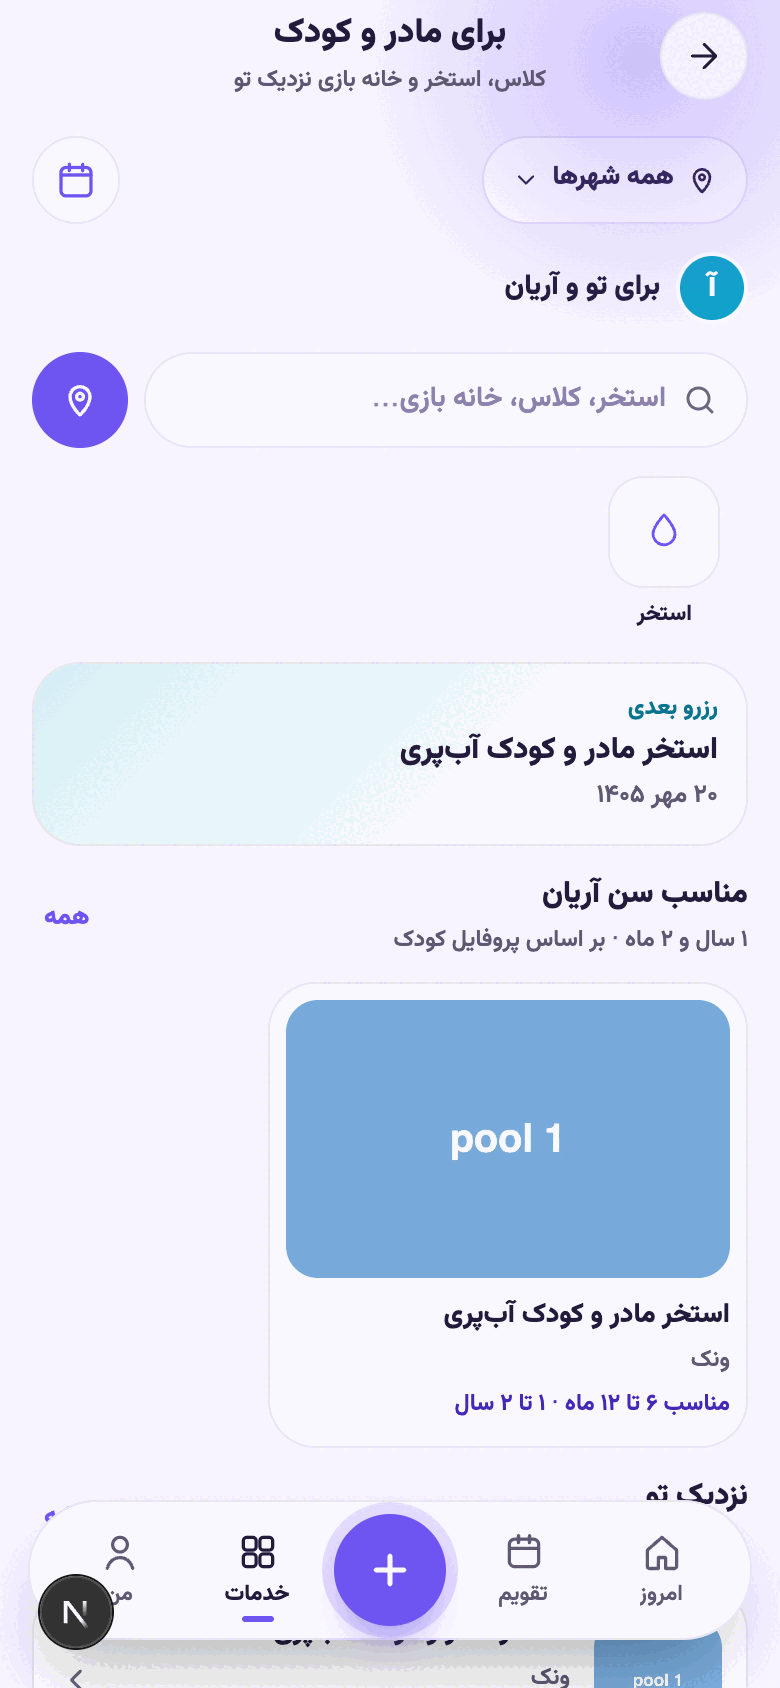 برای مادر و کودک
کلاس، استخر و خانه بازی نزدیک تو
همه شهرها
آ
برای تو و آریان
استخر، کلاس، خانه بازی...
استخر
رزرو بعدی
استخر مادر و کودک آب‌پری
۲۰ مهر ۱۴۰۵
مناسب سن آریان
همه
۱ سال و ۲ ماه · بر اساس پروفایل کودک
pool 1
استخر مادر و کودک آب‌پری
ونک
مناسب ۶ تا ۱۲ ماه · ۱ تا ۲ سال
نزدیک تو
امروز
تقویم
خدمات
من
N
ونک
pool 1